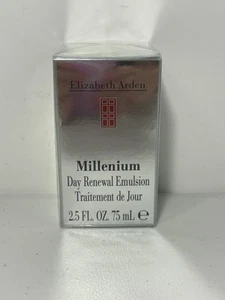 Elizabeth Arden
Millenium
Day Renewal Emulsion
Traitement de Jour
2.5 FL. OZ. 75 mL ℮